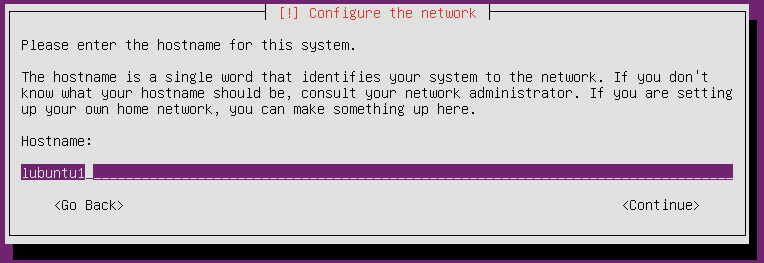 [!] Configure the network
Please enter the hostname for this system.
The hostname is a single word that identifies your system to the network. If you don't
know what your hostname should be, consult your network administrator. If you are setting
up your own home network, you can make something up here.
Hostname:
lubuntu1
<Go Back> <Continue>